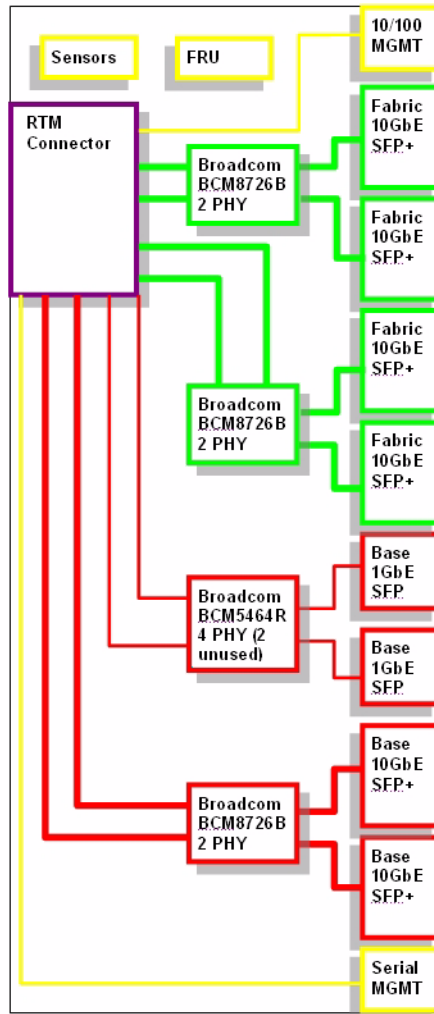 10/100
MGMT
Sensors
FRU
RTM
Connector
Fabric
10GbE
SFP+
Broadcom
BCM8726B
2 PHY
Fabric
10GbE
SFP+
Fabric
10GbE
SFP+
Broadcom
BCM8726B
2 PHY
Fabric
10GbE
SFP+
Base
1GbE
SFP
Broadcom
BCM5464R
4 PHY (2
unused)
Base
1GbE
SFP
Base
10GbE
SFP+
Broadcom
BCM8726B
2 PHY
Base
10GbE
SFP+
Serial
MGMT